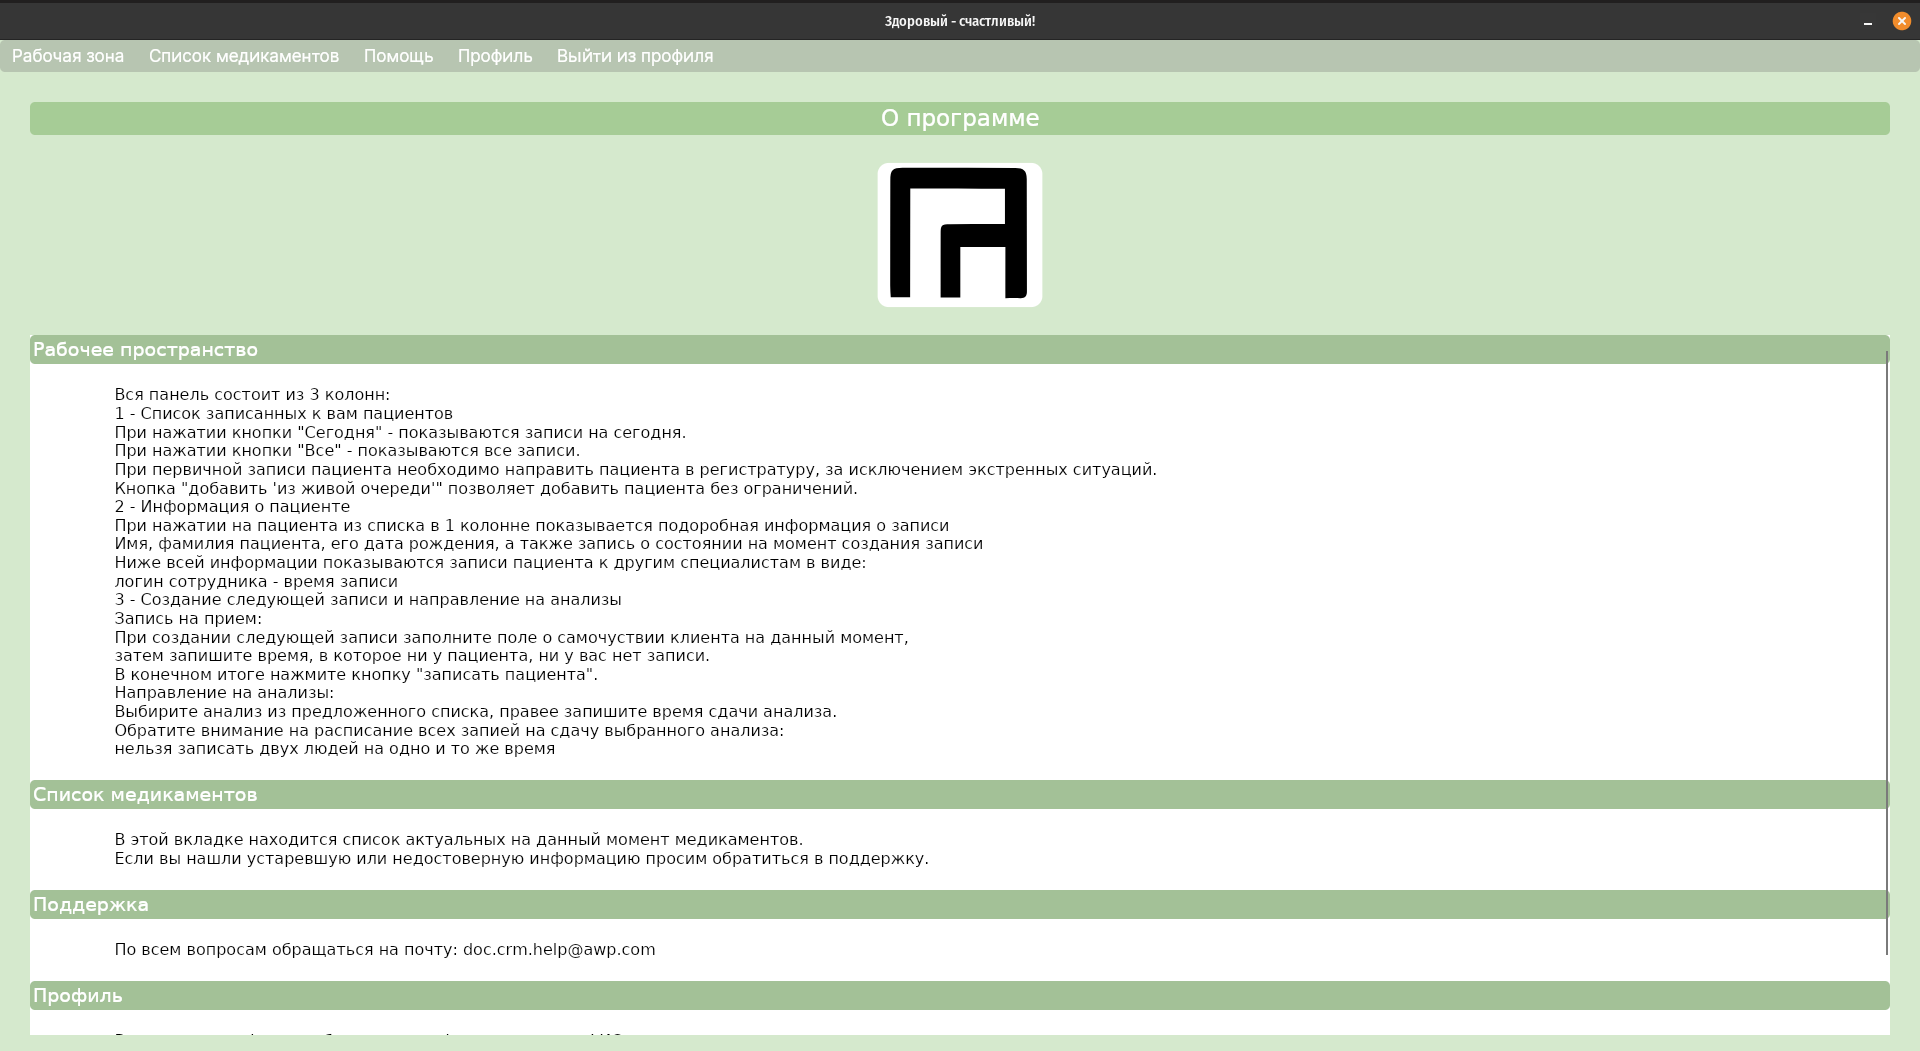 Здоровый - счастливый!
Рабочая зона Список медикаментов Помощь Профиль Выйти из профиля
О программе
Рабочее пространство
Вся панель состоит из 3 колонн:
1 - Список записанных к вам пациентов
При нажатии кнопки "Сегодня" - показываются записи на сегодня.
При нажатии кнопки "Все" - показываются все записи.
При первичной записи пациента необходимо направить пациента в регистратуру, за исключением экстренных ситуаций.
Кнопка "добавить 'из живой очереди'" позволяет добавить пациента без ограничений.
2 - Информация о пациенте
При нажатии на пациента из списка в 1 колонне показывается подоробная информация о записи
Имя, фамилия пациента, его дата рождения, а также запись о состоянии на момент создания записи
Ниже всей информации показываются записи пациента к другим специалистам в виде:
логин сотрудника - время записи
3 - Создание следующей записи и направление на анализы
Запись на прием:
При создании следующей записи заполните поле о самочуствии клиента на данный момент,
затем запишите время, в которое ни у пациента, ни у вас нет записи.
В конечном итоге нажмите кнопку "записать пациента".
Направление на анализы:
Выбирите анализ из предложенного списка, правее запишите время сдачи анализа.
Обратите внимание на расписание всех запией на сдачу выбранного анализа:
нельзя записать двух людей на одно и то же время
Список медикаментов
В этой вкладке находится список актуальных на данный момент медикаментов.
Если вы нашли устаревшую или недостоверную информацию просим обратиться в поддержку.
Поддержка
По всем вопросам обращаться на почту: doc.crm.help@awp.com
Профиль